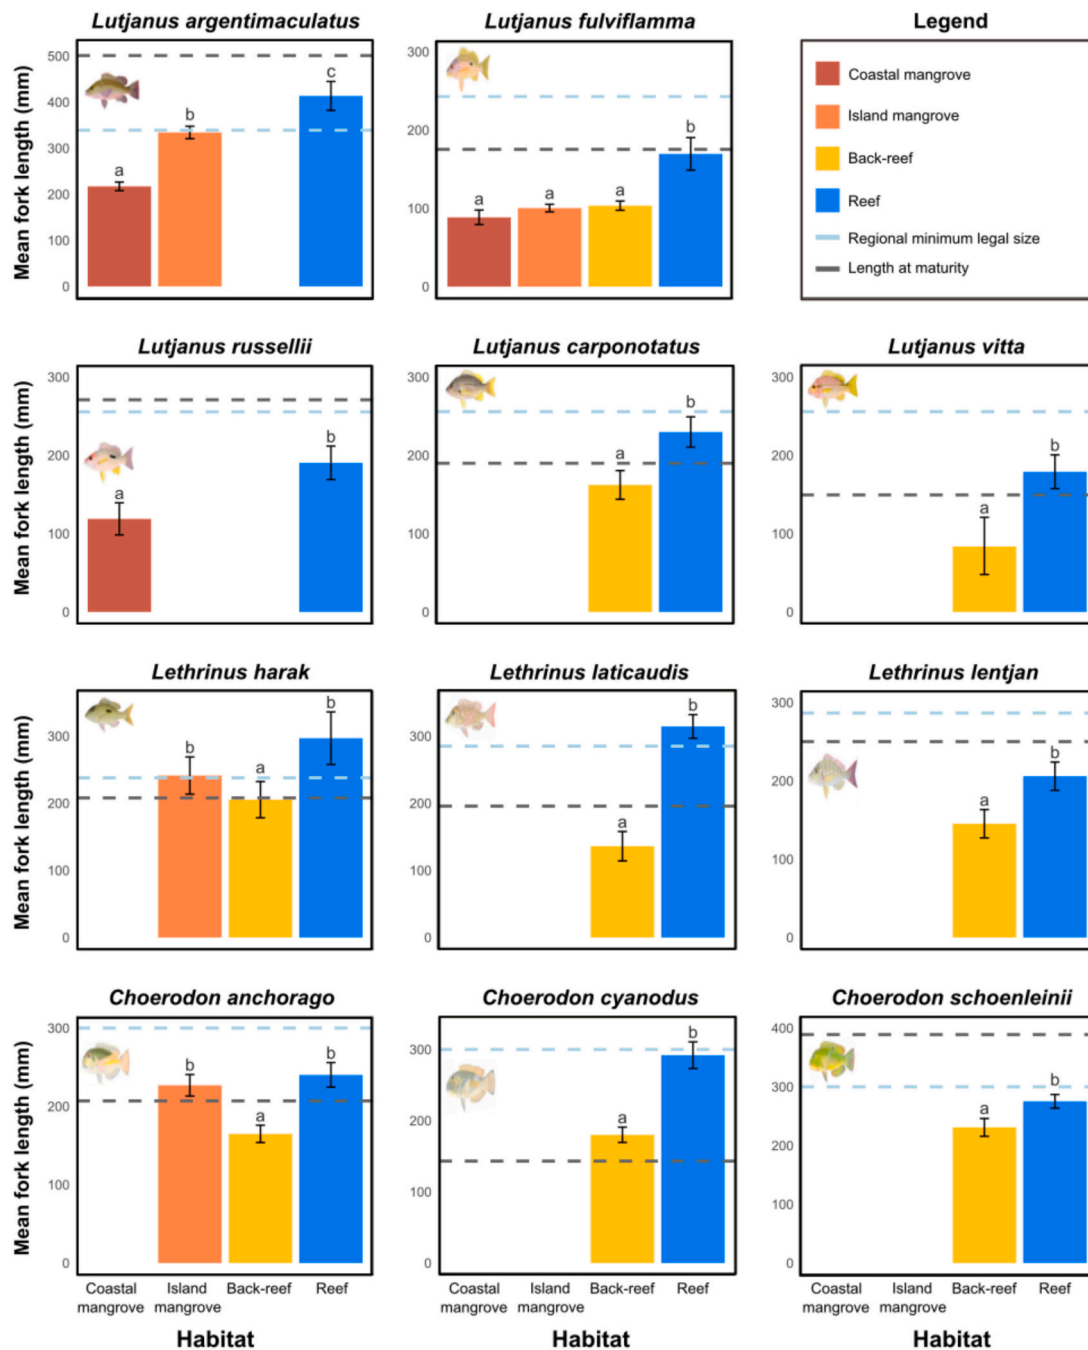 Lutjanus argentimaculatus
Mean fork length (mm)
500
400
300
200
100
0
a
b
c
Lutjanus fulviflamma
300
200
100
0
a
a
a
b
Legend
Coastal mangrove
Island mangrove
Back-reef
Reef
Regional minimum legal size
Length at maturity
Lutjanus russellii
Mean fork length (mm)
300
200
100
0
a
b
Lutjanus carponotatus
300
200
100
0
a
b
Lutjanus vitta
300
200
100
0
a
b
Lethrinus harak
Mean fork length (mm)
300
200
100
0
b
a
b
Lethrinus laticaudis
300
200
100
0
a
b
Lethrinus lentjan
300
200
100
0
a
b
Choerodon anchorago
Mean fork length (mm)
300
200
100
0
b
a
b
Coastal
mangrove
Island
mangrove
Back-reef
Reef
Habitat
Choerodon cyanodus
300
200
100
0
a
b
Coastal
mangrove
Island
mangrove
Back-reef
Reef
Habitat
Choerodon schoenleinii
400
300
200
100
0
a
b
Coastal
mangrove
Island
mangrove
Back-reef
Reef
Habitat